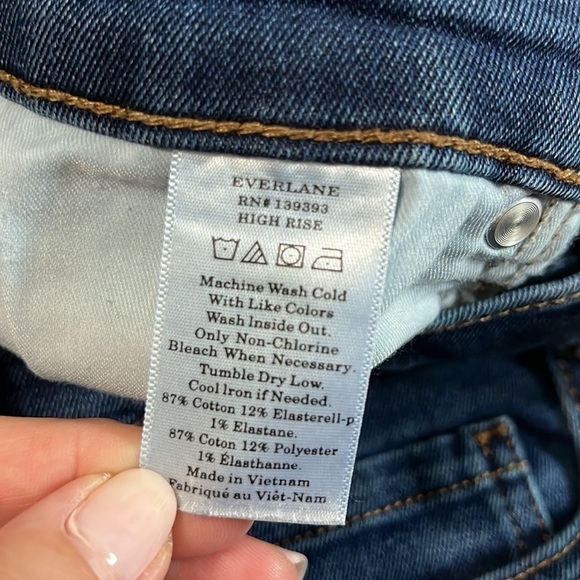 EVERLANE
RN# 139393
HIGH RISE
Machine Wash Cold
With Like Colors
Wash Inside Out.
Only Non-Chlorine
Bleach When Necessary.
Tumble Dry Low.
Cool Iron if Needed.
87% Cotton 12% Elasterell-p
1% Elastane.
87% Coton 12% Polyester
1% Élasthanne.
Made in Vietnam
Fabriqué au Viêt-Nam